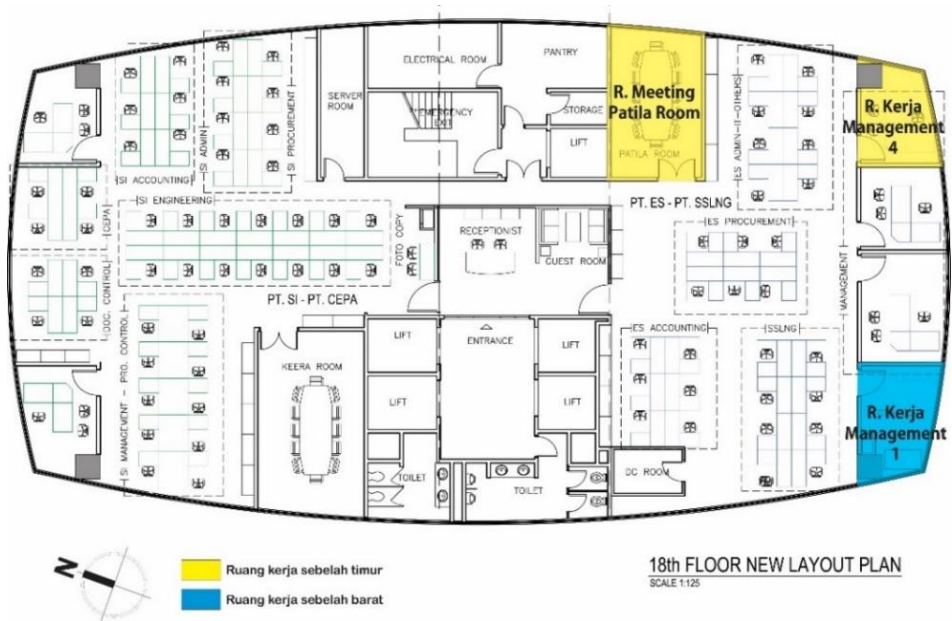 ELECTRICAL ROOM
PANTRY
SERVER
ROOM
EMERGENCY
EXIT
STORAGE
LIFT
R. Meeting
Patila Room
PATILA ROOM
R. Kerja
Management
4
SI ACCOUNTING
SI ADMIN
SI PROCUREMENT
ES ADMIN-IT-OTHERS
CEPA
SI ENGINEERING
FOTO COPY
RECEPTIONIST
GUEST ROOM
PT. ES - PT. SSLNG
ES PROCUREMENT
MANAGEMENT
DOC. CONTROL
PT. SI - PT. CEPA
SI MANAGEMENT - PRO. CONTROL
KEERA ROOM
LIFT
LIFT
ENTRANCE
LIFT
LIFT
ES ACCOUNTING
SSLNG
R. Kerja
Management
1
TOILET
TOILET
DC ROOM
N
Ruang kerja sebelah timur
Ruang kerja sebelah barat
18th FLOOR NEW LAYOUT PLAN
SCALE 1:125